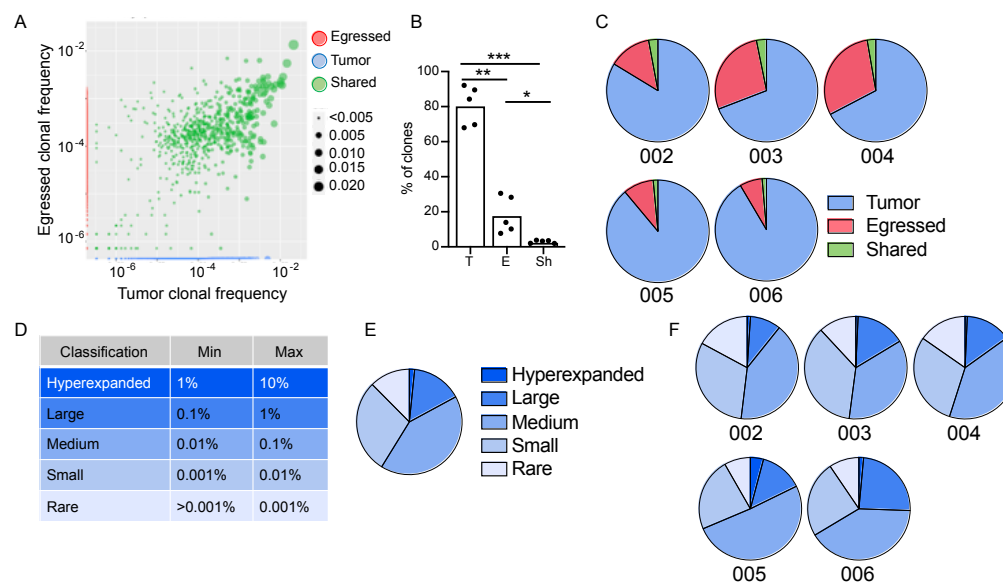 A
Egressed clonal frequency
10-2
10-4
10-6
10-6
10-4
10-2
Tumor clonal frequency
Egressed
Tumor
Shared
<0.005
0.005
0.010
0.015
0.020
B
***
**
*
% of clones
100
80
60
40
20
0
T E Sh
C
002 003 004
005 006
Tumor
Egressed
Shared
D
Classification Min Max
Hyperexpanded 1% 10%
Large 0.1% 1%
Medium 0.01% 0.1%
Small 0.001% 0.01%
Rare >0.001% 0.001%
E
Hyperexpanded
Large
Medium
Small
Rare
F
002 003 004
005 006